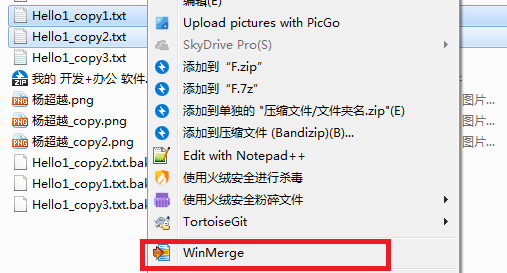 编辑(E)
Hello1_copy1.txt
Hello1_copy2.txt
Hello1_copy3.txt
ZIP 我的 开发+办公 软件.
PNG 杨超越.png
PNG 杨超越_copy.png
PNG 杨超越_copy2.png
Hello1_copy2.txt.bak
Hello1_copy1.txt.bak
Hello1_copy3.txt.bak
Upload pictures with PicGo
SkyDrive Pro(S)
添加到 “F.zip”
添加到 “F.7z”
添加到单独的 "压缩文件/文件夹名.zip"(E)
添加到压缩文件 (Bandizip)(B)...
Edit with Notepad++
使用火绒安全进行杀毒
使用火绒安全粉碎文件
TortoiseGit
WinMerge
图片...
图片...
图片...